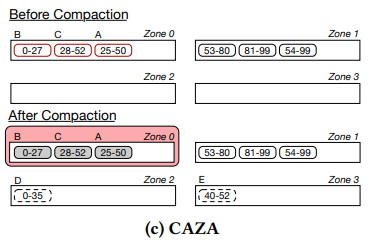 Before Compaction
B C A Zone 0 Zone 1
0-27 28-52 25-50 53-80 81-99 54-99
Zone 2 Zone 3
After Compaction
B C A Zone 0 Zone 1
0-27 28-52 25-50 53-80 81-99 54-99
D Zone 2 E Zone 3
0-35 40-52
(c) CAZA